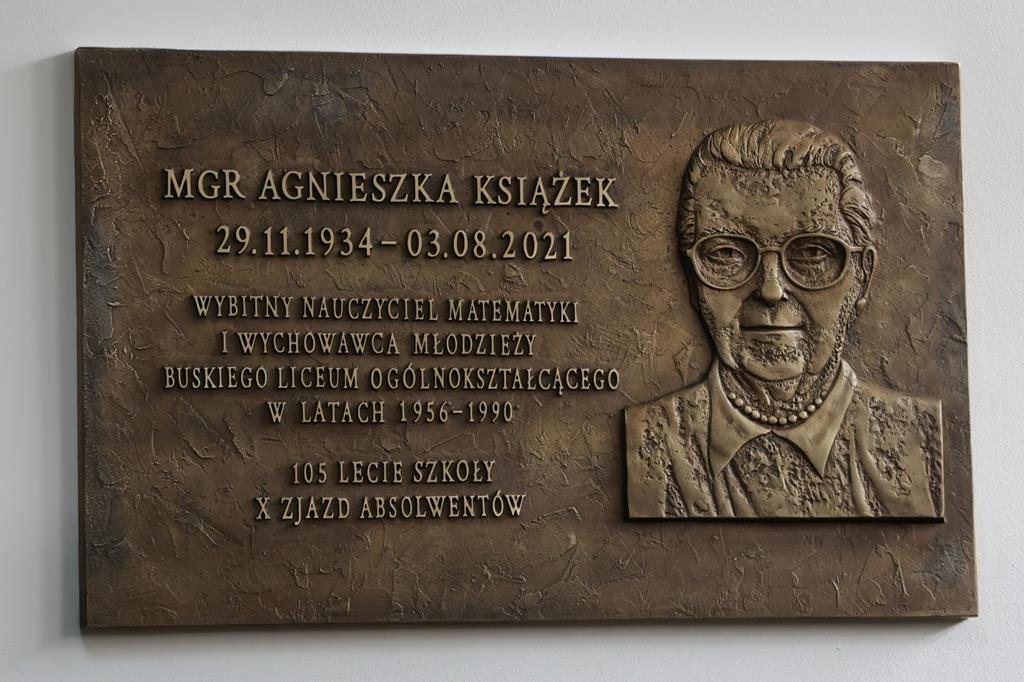 MGR AGNIESZKA KSIĄŻEK
29.11.1934 – 03.08.2021
WYBITNY NAUCZYCIEL MATEMATYKI
I WYCHOWAWCA MŁODZIEŻY
BUSKIEGO LICEUM OGÓLNOKSZTAŁCĄCEGO
W LATACH 1956–1990
105 LECIE SZKOŁY
X ZJAZD ABSOLWENTÓW